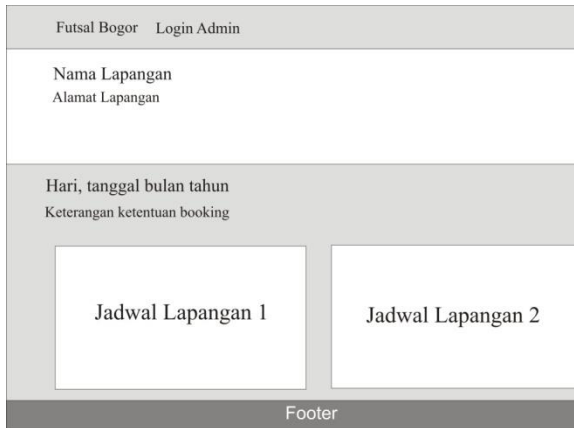 Futsal Bogor Login Admin
Nama Lapangan
Alamat Lapangan
Hari, tanggal bulan tahun
Keterangan ketentuan booking
Jadwal Lapangan 1
Jadwal Lapangan 2
Footer